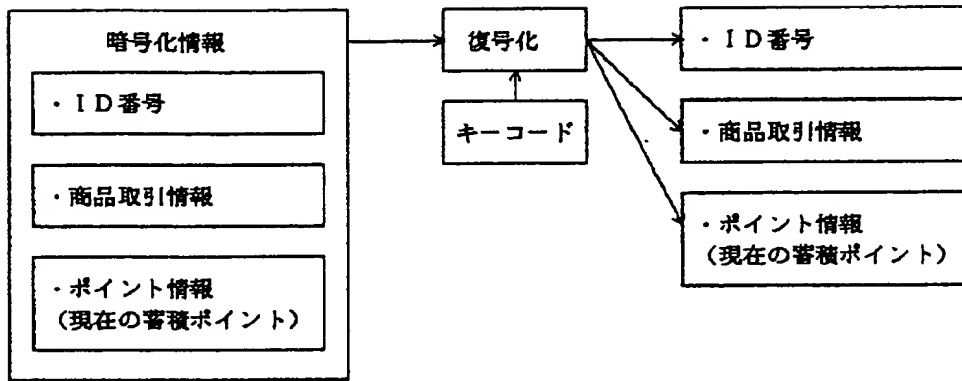 暗号化情報
・ＩＤ番号
・商品取引情報
・ポイント情報
（現在の蓄積ポイント）
復号化
キーコード
・ＩＤ番号
・商品取引情報
・ポイント情報
（現在の蓄積ポイント）